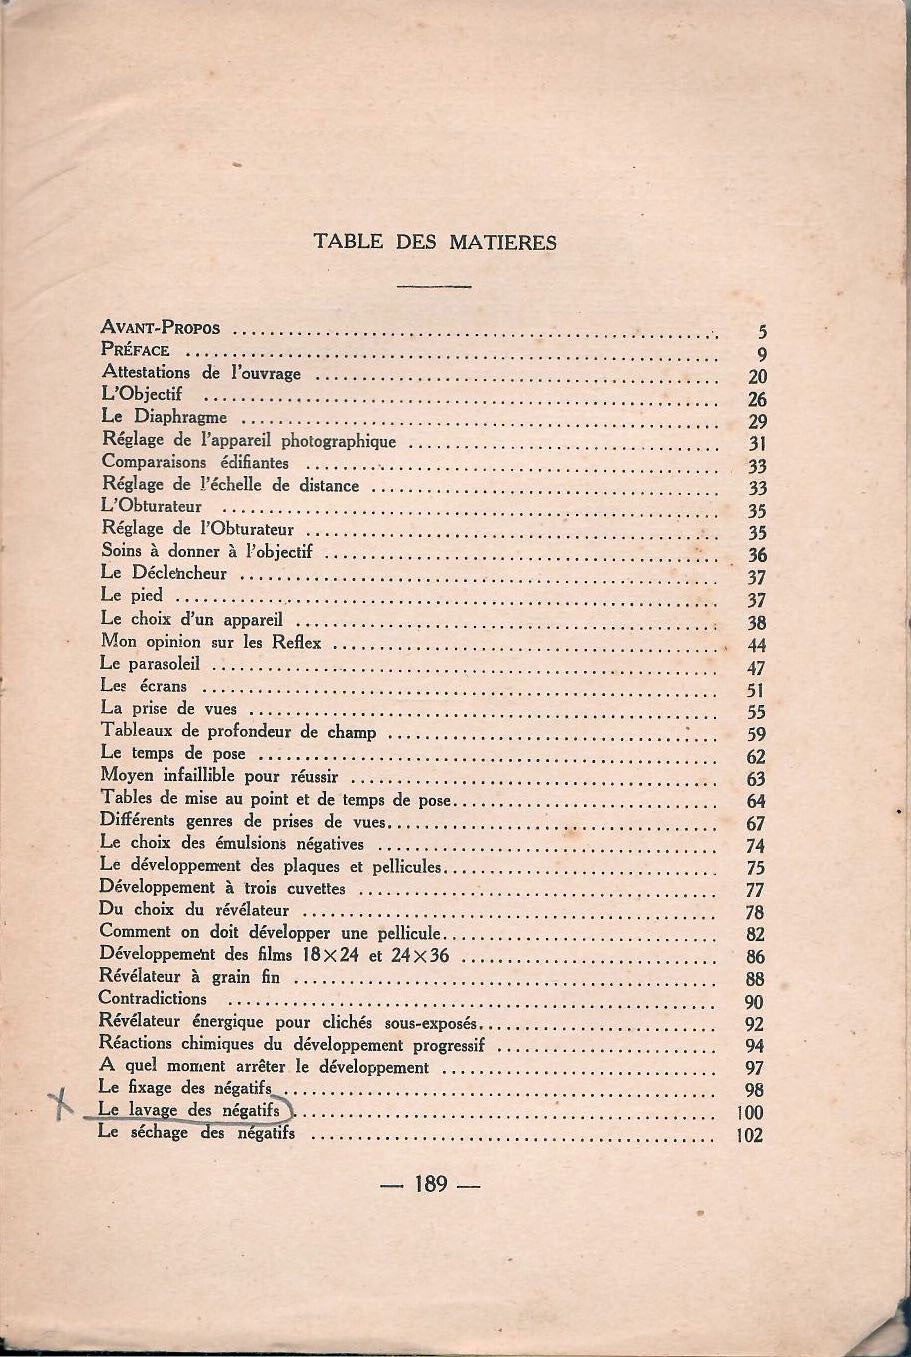 TABLE DES MATIERES
AVANT-PROPOS ........ 5
PRÉFACE ........ 9
Attestations de l'ouvrage ........ 20
L'Objectif ........ 26
Le Diaphragme ........ 29
Réglage de l'appareil photographique ........ 31
Comparaisons édifiantes ........ 33
Réglage de l'échelle de distance ........ 33
L'Obturateur ........ 35
Réglage de l'Obturateur ........ 35
Soins à donner à l'objectif ........ 36
Le Déclencheur ........ 37
Le pied ........ 37
Le choix d'un appareil ........ 38
Mon opinion sur les Reflex ........ 44
Le parasoleil ........ 47
Les écrans ........ 51
La prise de vues ........ 55
Tableaux de profondeur de champ ........ 59
Le temps de pose ........ 62
Moyen infaillible pour réussir ........ 63
Tables de mise au point et de temps de pose ........ 64
Différents genres de prises de vues ........ 67
Le choix des émulsions négatives ........ 74
Le développement des plaques et pellicules ........ 75
Développement à trois cuvettes ........ 77
Du choix du révélateur ........ 78
Comment on doit développer une pellicule ........ 82
Développement des films 18×24 et 24×36 ........ 86
Révélateur à grain fin ........ 88
Contradictions ........ 90
Révélateur énergique pour clichés sous-exposés ........ 92
Réactions chimiques du développement progressif ........ 94
A quel moment arrêter le développement ........ 97
Le fixage des négatifs ........ 98
Le lavage des négatifs ........ 100
Le séchage des négatifs ........ 102
— 189 —